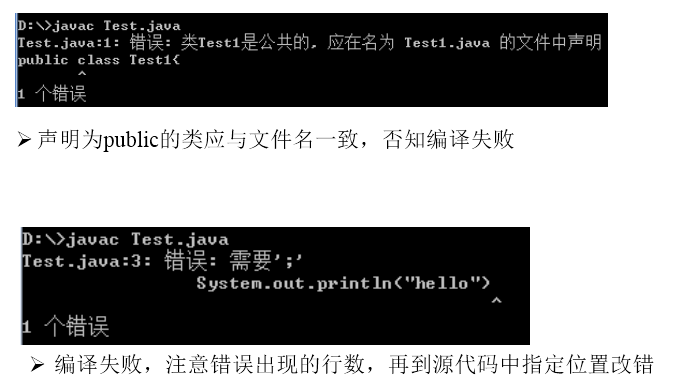 D:\>javac Test.java
Test.java:1: 错误: 类Test1是公共的, 应在名为 Test1.java 的文件中声明
public class Test1{
^
1 个错误
➢ 声明为public的类应与文件名一致，否知编译失败
D:\>javac Test.java
Test.java:3: 错误: 需要';'
System.out.println("hello")
^
1 个错误
➢ 编译失败，注意错误出现的行数，再到源代码中指定位置改错